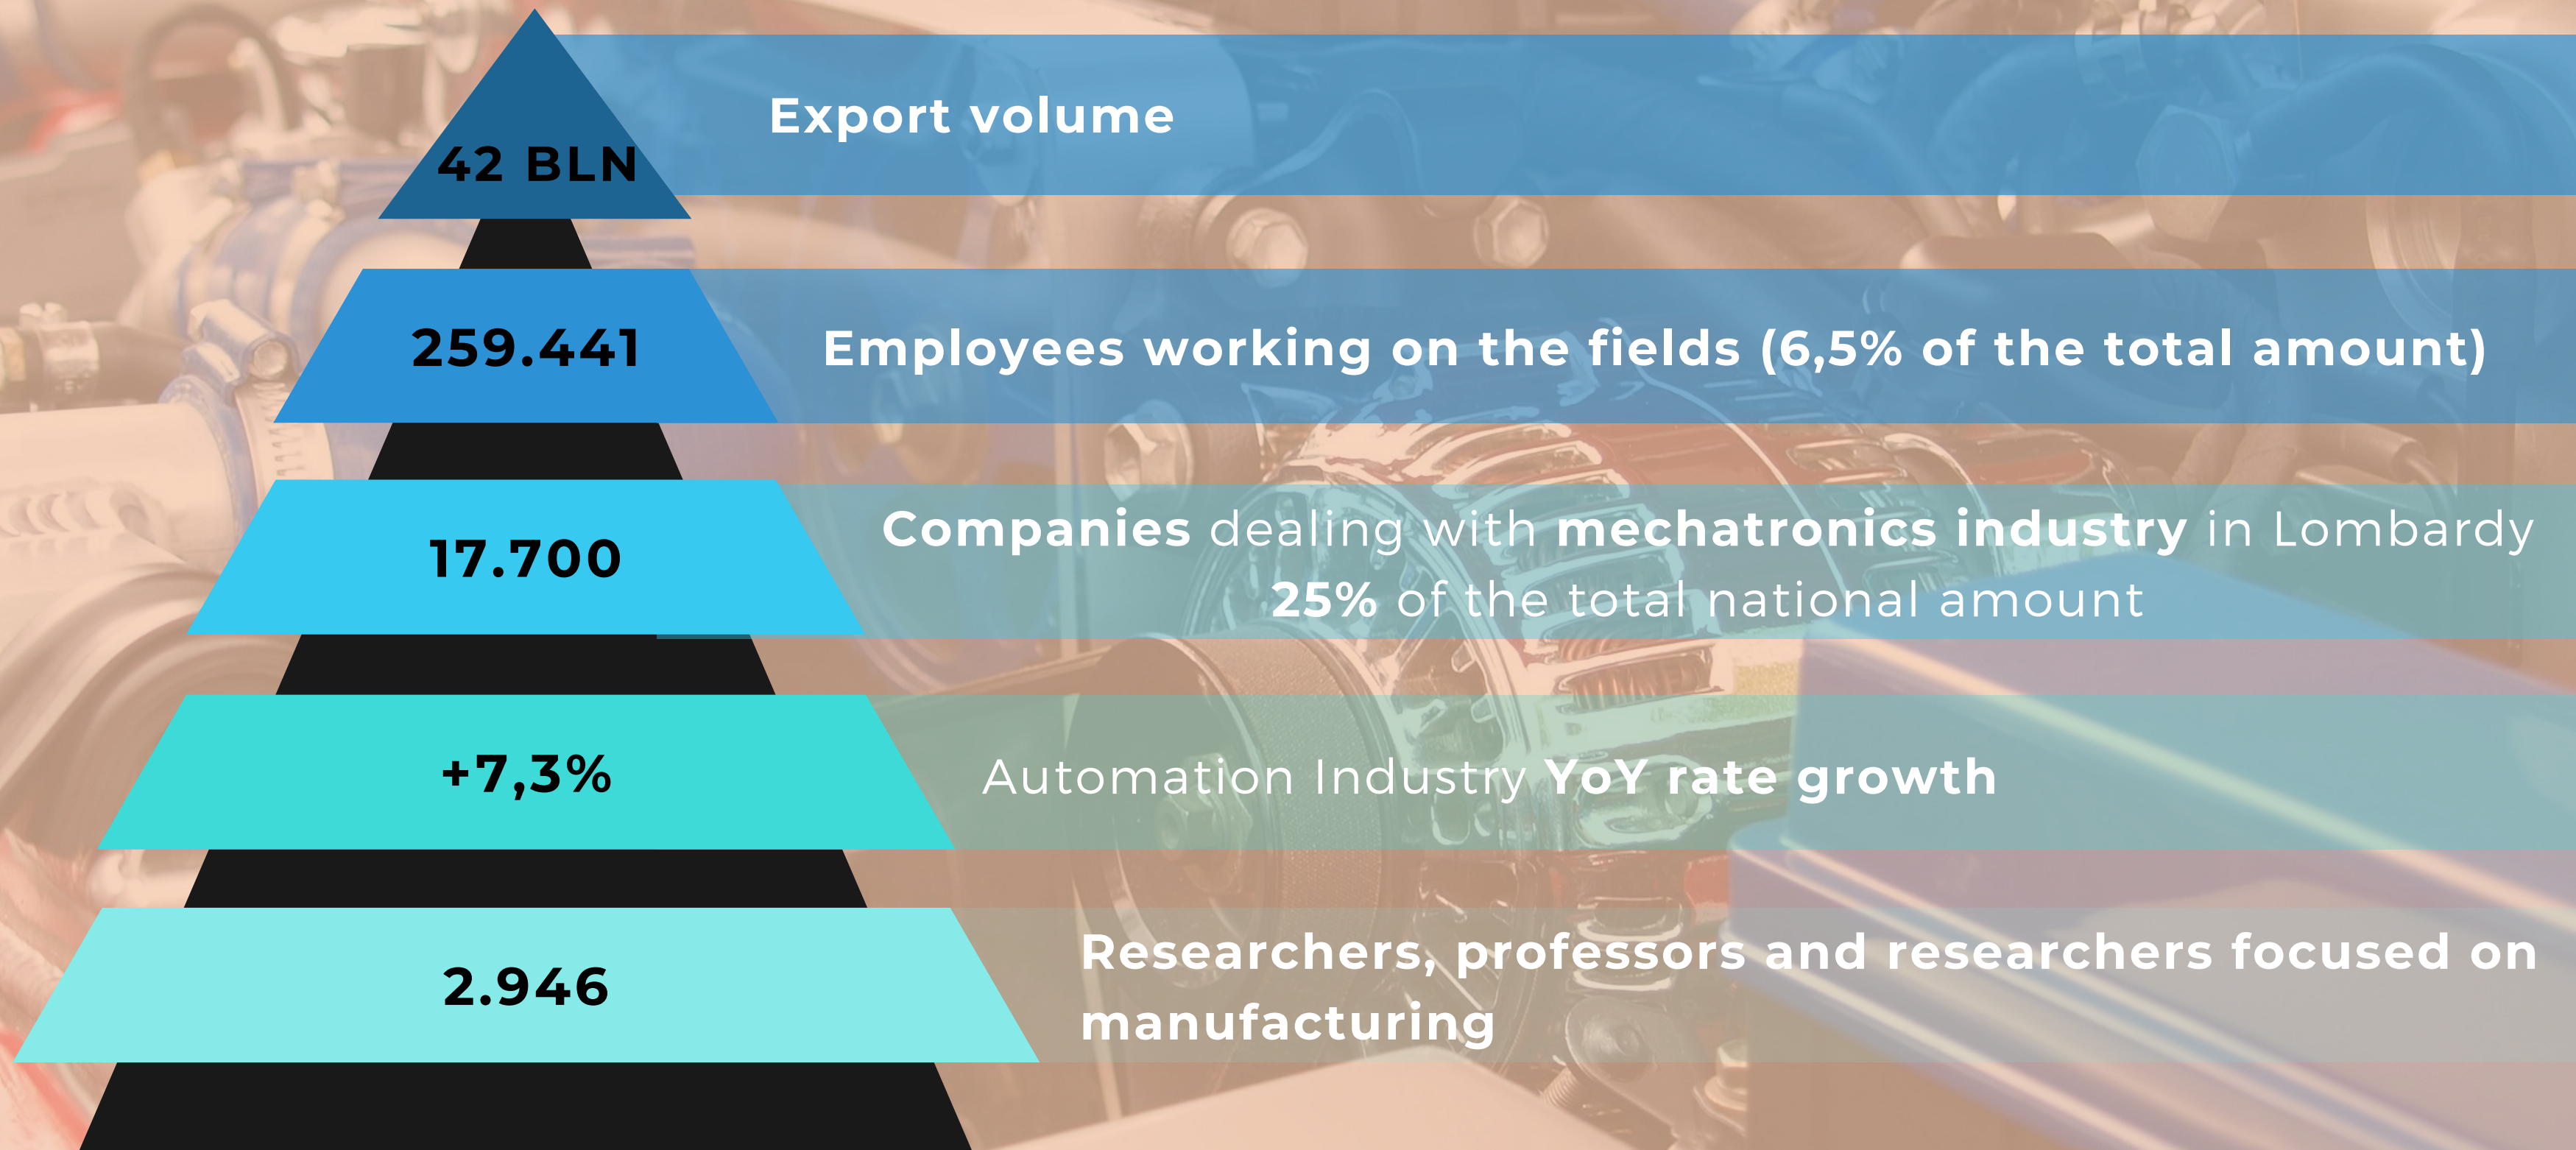 42 BLN
Export volume
259.441
Employees working on the fields (6,5% of the total amount)
17.700
Companies dealing with mechatronics industry in Lombardy
25% of the total national amount
+7,3%
Automation Industry YoY rate growth
2.946
Researchers, professors and researchers focused on
manufacturing